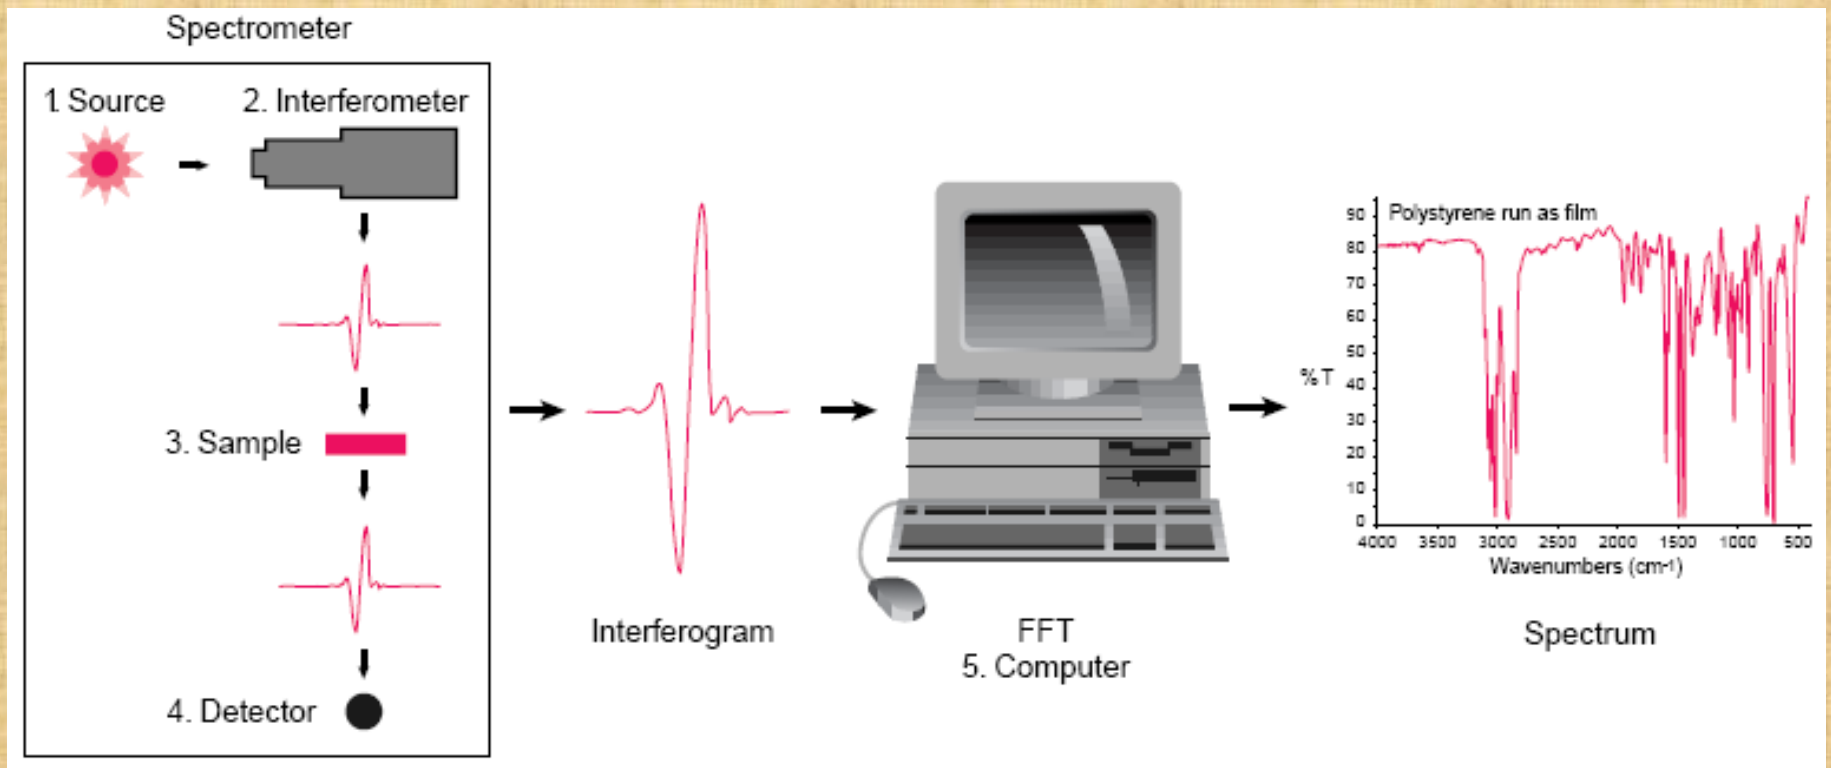 Spectrometer
1. Source
2. Interferometer
3. Sample
4. Detector
Interferogram
FFT
5. Computer
Polystyrene run as film
90
80
70
60
50
%T
40
30
20
10
0
4000 3500 3000 2500 2000 1500 1000 500
Wavenumbers (cm-1)
Spectrum